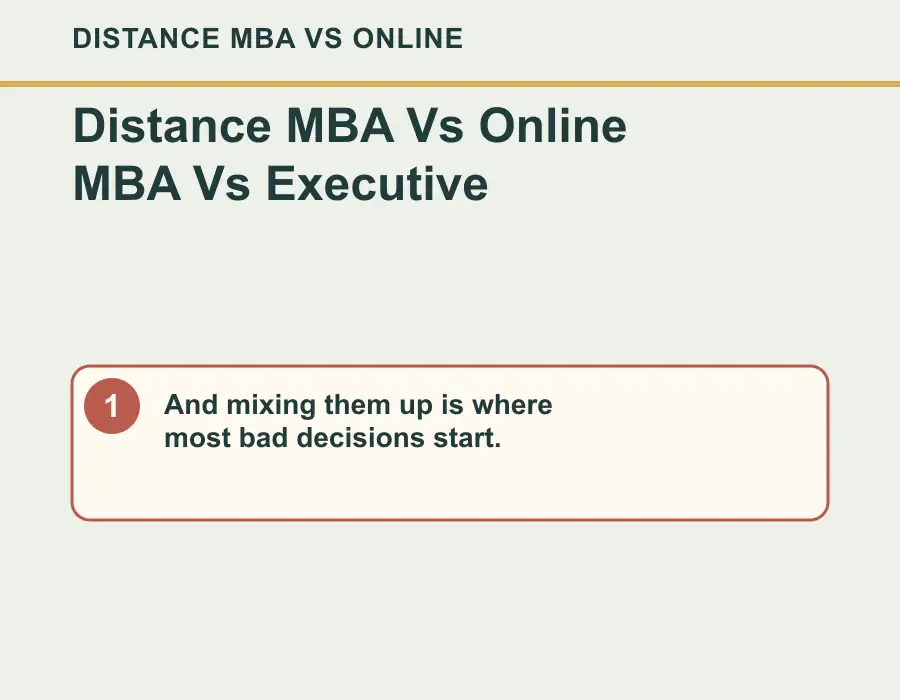 DISTANCE MBA VS ONLINE
Distance MBA Vs Online
MBA Vs Executive
1
And mixing them up is where
most bad decisions start.